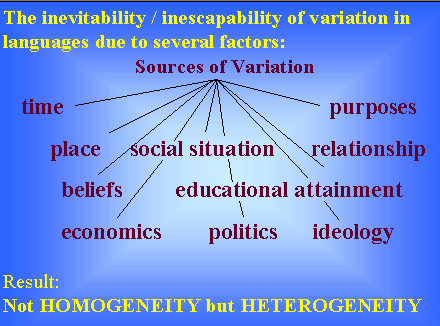 The inevitability / inescapability of variation in
languages due to several factors:
Sources of Variation
time purposes
place social situation relationship
beliefs educational attainment
economics politics ideology
Result:
Not HOMOGENEITY but HETEROGENEITY